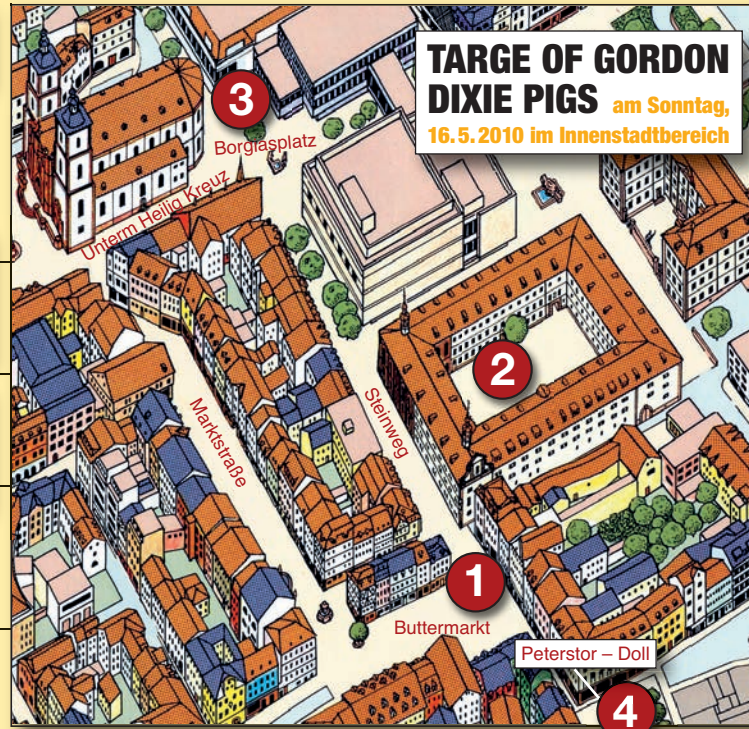 TARGE OF GORDON
DIXIE PIGS am Sonntag,
16.5.2010 im Innenstadtbereich
3
Borgiasplatz
Unterm Heilig Kreuz
2
Steinweg
Marktstraße
1
Buttermarkt
Peterstor – Doll
4